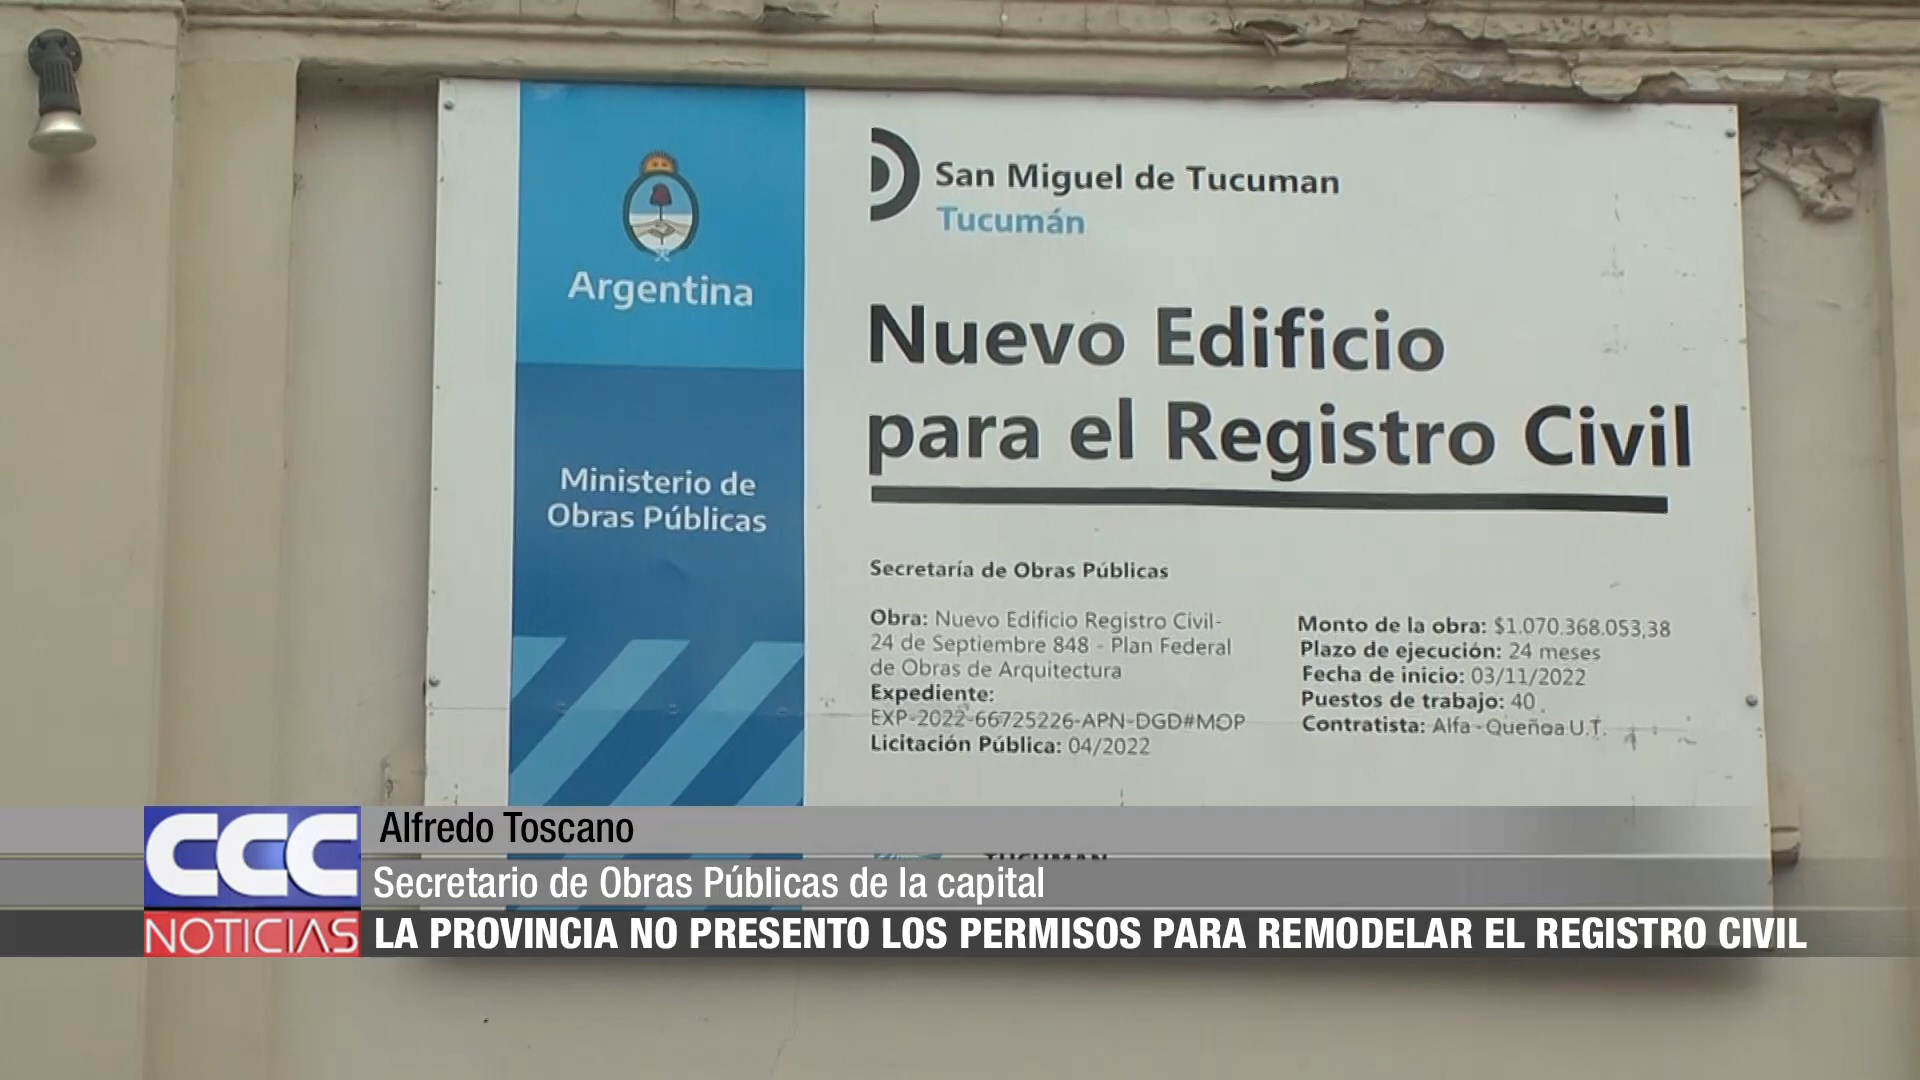 San Miguel de Tucuman
Tucumán
Argentina
Nuevo Edificio
para el Registro Civil
Ministerio de
Obras Públicas
Secretaría de Obras Públicas
Obra: Nuevo Edificio Registro Civil-
24 de Septiembre 848 - Plan Federal
de Obras de Arquitectura
Expediente:
EXP-2022-66725226-APN-DGD#MOP
Licitación Pública: 04/2022
Monto de la obra: $1.070.368.053,38
Plazo de ejecución: 24 meses
Fecha de inicio: 03/11/2022
Puestos de trabajo: 40
Contratista: Alfa - Queñoa U.T.
TUCUMAN
CCC
NOTICIAS
Alfredo Toscano
Secretario de Obras Públicas de la capital
LA PROVINCIA NO PRESENTO LOS PERMISOS PARA REMODELAR EL REGISTRO CIVIL